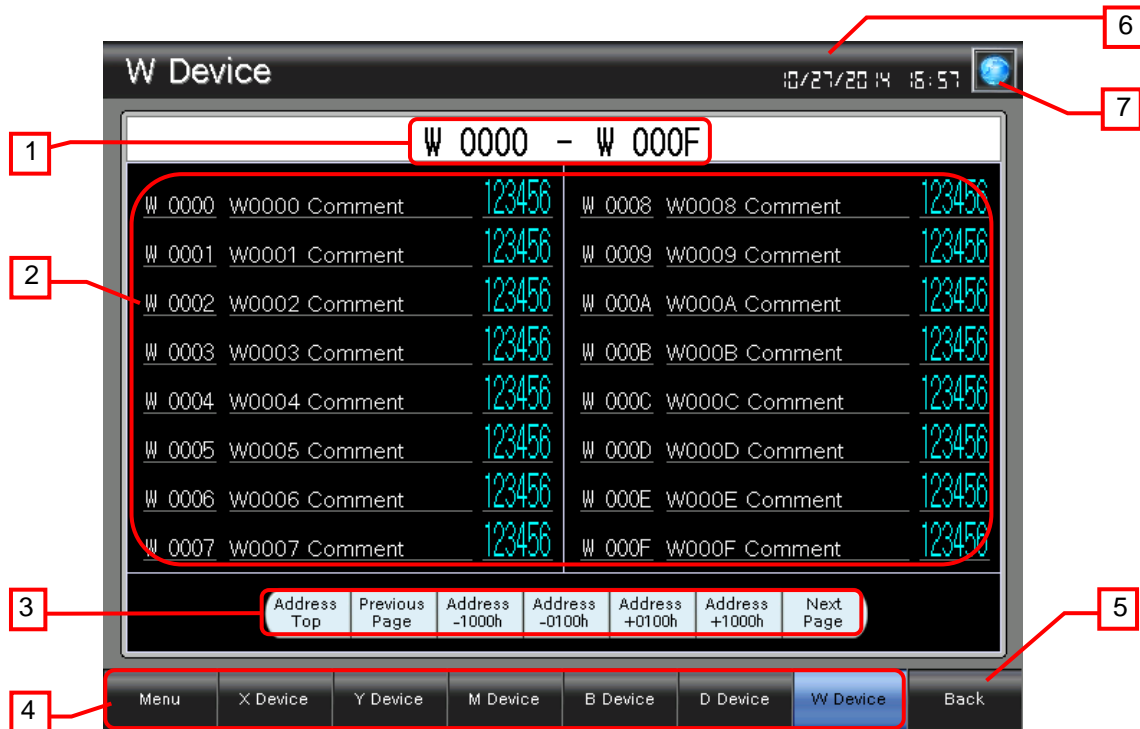 6
W Device
10/27/2014 16:57
7
1
W 0000 - W 000F
W 0000 W0000 Comment 123456 W 0008 W0008 Comment 123456
W 0001 W0001 Comment 123456 W 0009 W0009 Comment 123456
2
W 0002 W0002 Comment 123456 W 000A W000A Comment 123456
W 0003 W0003 Comment 123456 W 000B W000B Comment 123456
W 0004 W0004 Comment 123456 W 000C W000C Comment 123456
W 0005 W0005 Comment 123456 W 000D W000D Comment 123456
W 0006 W0006 Comment 123456 W 000E W000E Comment 123456
W 0007 W0007 Comment 123456 W 000F W000F Comment 123456
3
Address Previous Address Address Address Address Next
Top Page -1000h -0100h +0100h +1000h Page
5
4
Menu X Device Y Device M Device B Device D Device W Device Back